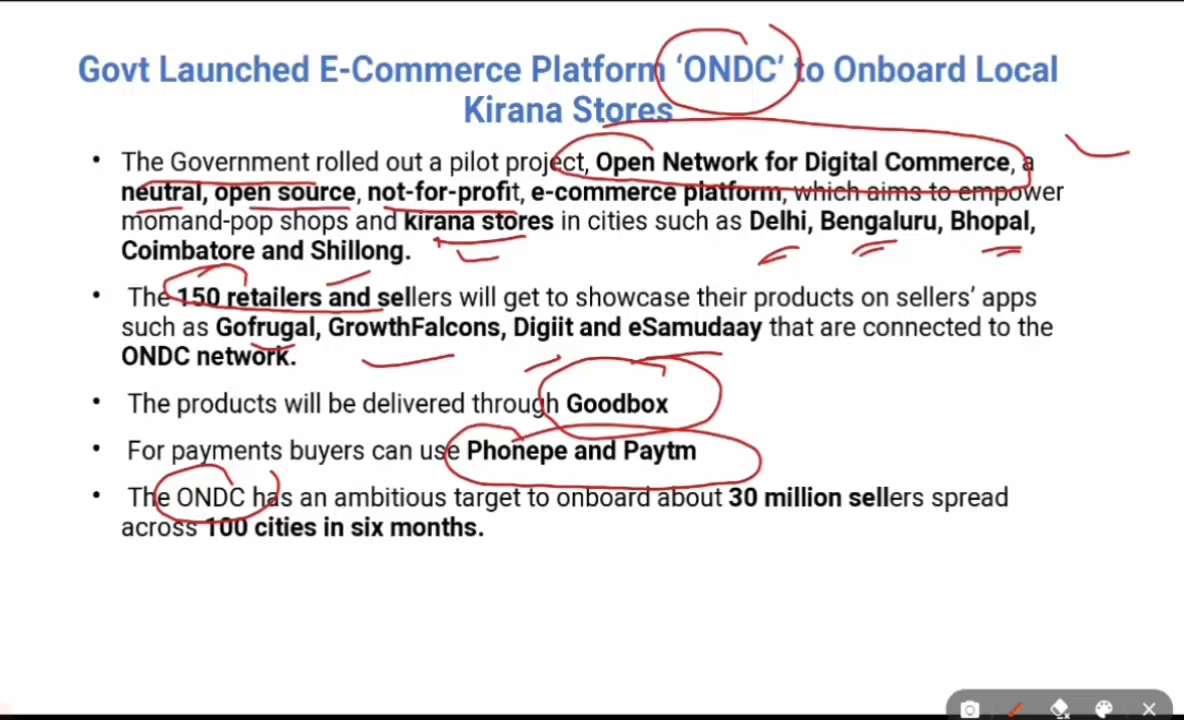 Govt Launched E-Commerce Platform ‘ONDC’ to Onboard Local
Kirana Stores
• The Government rolled out a pilot project, Open Network for Digital Commerce, a
neutral, open source, not-for-profit, e-commerce platform, which aims to empower
momand-pop shops and kirana stores in cities such as Delhi, Bengaluru, Bhopal,
Coimbatore and Shillong.
• The 150 retailers and sellers will get to showcase their products on sellers’ apps
such as Gofrugal, GrowthFalcons, Digiit and eSamudaay that are connected to the
ONDC network.
• The products will be delivered through Goodbox
• For payments buyers can use Phonepe and Paytm
• The ONDC has an ambitious target to onboard about 30 million sellers spread
across 100 cities in six months.